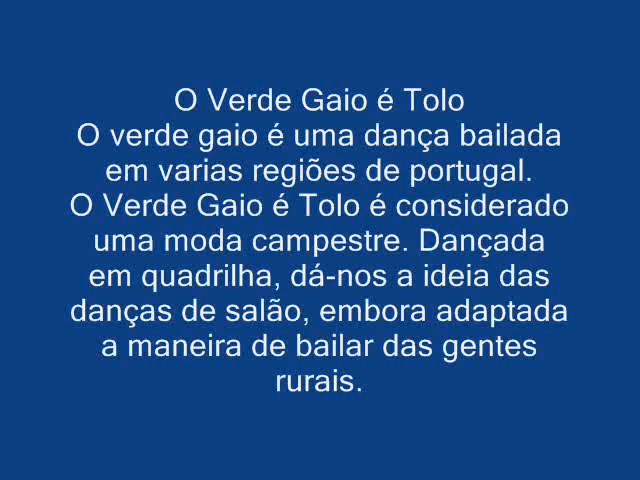 O Verde Gaio é Tolo
O verde gaio é uma dança bailada
em varias regiões de portugal.
O Verde Gaio é Tolo é considerado
uma moda campestre. Dançada
em quadrilha, dá-nos a ideia das
danças de salão, embora adaptada
a maneira de bailar das gentes
rurais.